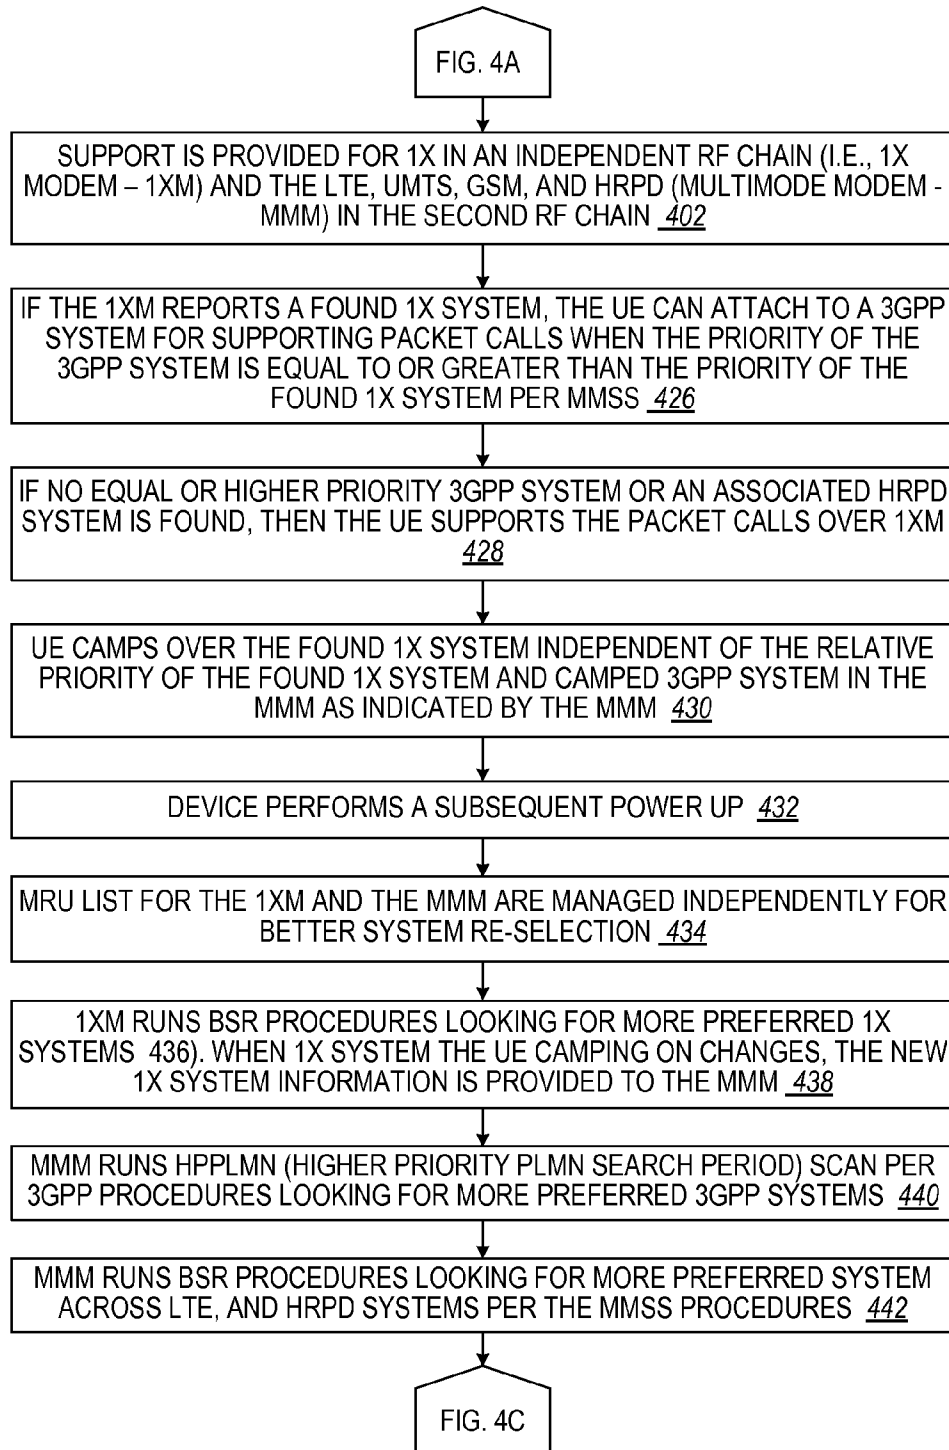 FIG. 4A
SUPPORT IS PROVIDED FOR 1X IN AN INDEPENDENT RF CHAIN (I.E., 1X
MODEM – 1XM) AND THE LTE, UMTS, GSM, AND HRPD (MULTIMODE MODEM -
MMM) IN THE SECOND RF CHAIN 402
IF THE 1XM REPORTS A FOUND 1X SYSTEM, THE UE CAN ATTACH TO A 3GPP
SYSTEM FOR SUPPORTING PACKET CALLS WHEN THE PRIORITY OF THE
3GPP SYSTEM IS EQUAL TO OR GREATER THAN THE PRIORITY OF THE
FOUND 1X SYSTEM PER MMSS 426
IF NO EQUAL OR HIGHER PRIORITY 3GPP SYSTEM OR AN ASSOCIATED HRPD
SYSTEM IS FOUND, THEN THE UE SUPPORTS THE PACKET CALLS OVER 1XM
428
UE CAMPS OVER THE FOUND 1X SYSTEM INDEPENDENT OF THE RELATIVE
PRIORITY OF THE FOUND 1X SYSTEM AND CAMPED 3GPP SYSTEM IN THE
MMM AS INDICATED BY THE MMM 430
DEVICE PERFORMS A SUBSEQUENT POWER UP 432
MRU LIST FOR THE 1XM AND THE MMM ARE MANAGED INDEPENDENTLY FOR
BETTER SYSTEM RE-SELECTION 434
1XM RUNS BSR PROCEDURES LOOKING FOR MORE PREFERRED 1X
SYSTEMS 436). WHEN 1X SYSTEM THE UE CAMPING ON CHANGES, THE NEW
1X SYSTEM INFORMATION IS PROVIDED TO THE MMM 438
MMM RUNS HPPLMN (HIGHER PRIORITY PLMN SEARCH PERIOD) SCAN PER
3GPP PROCEDURES LOOKING FOR MORE PREFERRED 3GPP SYSTEMS 440
MMM RUNS BSR PROCEDURES LOOKING FOR MORE PREFERRED SYSTEM
ACROSS LTE, AND HRPD SYSTEMS PER THE MMSS PROCEDURES 442
FIG. 4C